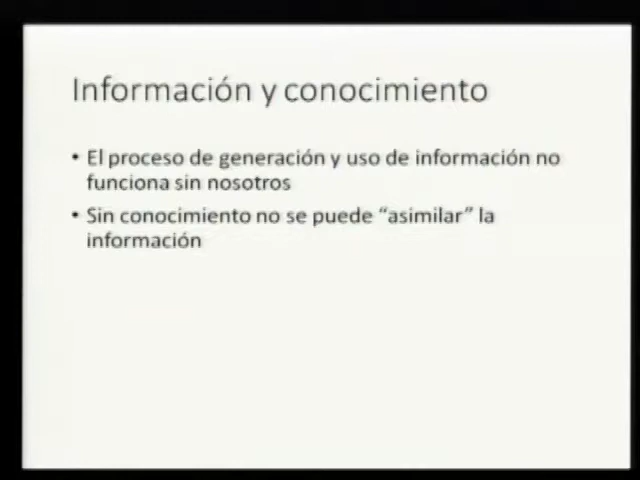 Información y conocimiento
• El proceso de generación y uso de información no
funciona sin nosotros
• Sin conocimiento no se puede “asimilar” la
información